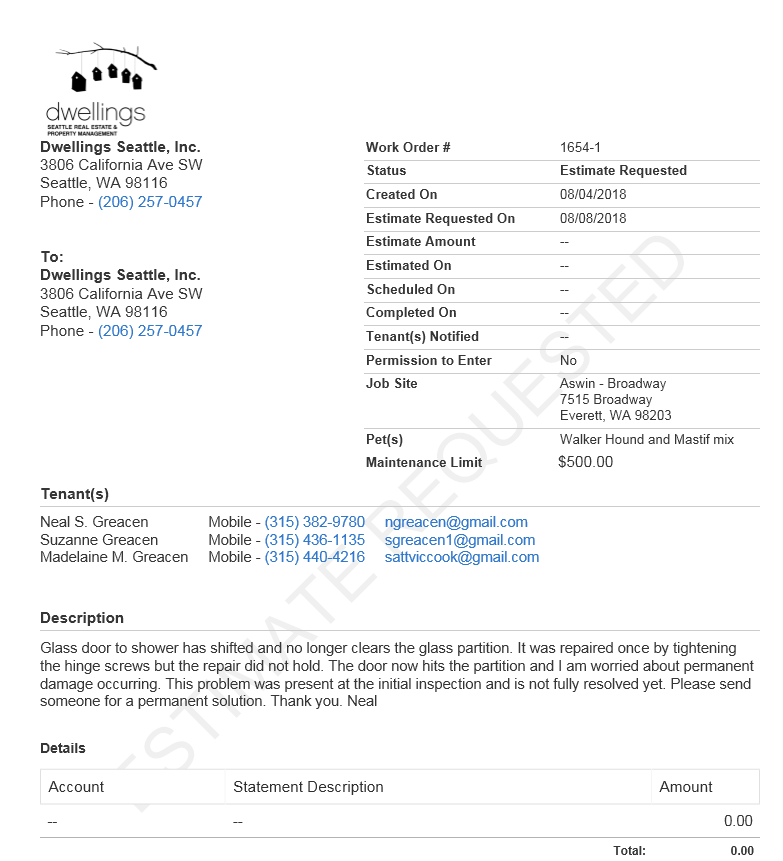 dwellings
SEATTLE REAL ESTATE &
PROPERTY MANAGEMENT
Dwellings Seattle, Inc.
3806 California Ave SW
Seattle, WA 98116
Phone - (206) 257-0457
To:
Dwellings Seattle, Inc.
3806 California Ave SW
Seattle, WA 98116
Phone - (206) 257-0457
Work Order # 1654-1
Status Estimate Requested
Created On 08/04/2018
Estimate Requested On 08/08/2018
Estimate Amount --
Estimated On --
Scheduled On --
Completed On --
Tenant(s) Notified --
Permission to Enter No
Job Site Aswin - Broadway
7515 Broadway
Everett, WA 98203
Pet(s) Walker Hound and Mastif mix
Maintenance Limit $500.00
ESTIMATE REQUESTED
Tenant(s)
Neal S. Greacen Mobile - (315) 382-9780 ngreacen@gmail.com
Suzanne Greacen Mobile - (315) 436-1135 sgreacen1@gmail.com
Madelaine M. Greacen Mobile - (315) 440-4216 sattviccook@gmail.com
Description
Glass door to shower has shifted and no longer clears the glass partition. It was repaired once by tightening
the hinge screws but the repair did not hold. The door now hits the partition and I am worried about permanent
damage occurring. This problem was present at the initial inspection and is not fully resolved yet. Please send
someone for a permanent solution. Thank you. Neal
Details
Account Statement Description Amount
-- -- 0.00
Total: 0.00